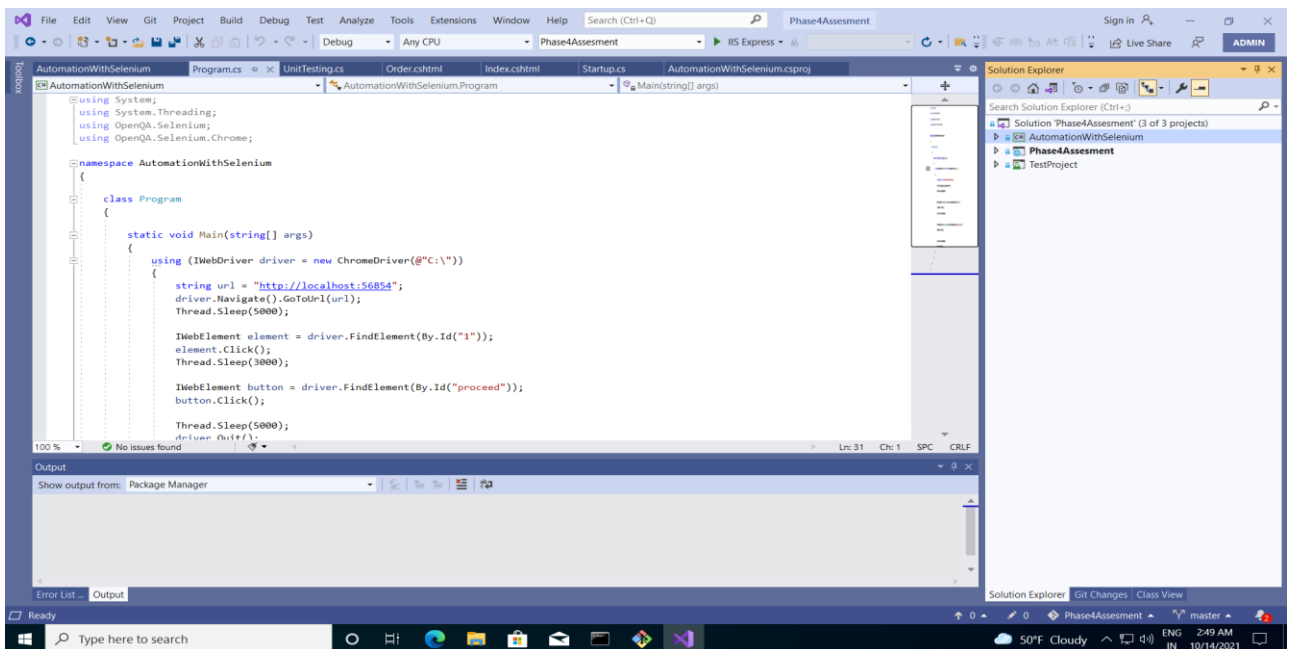 File Edit View Git Project Build Debug Test Analyze Tools Extensions Window Help Search (Ctrl+Q) Phase4Assesment Sign in
Debug Any CPU Phase4Assesment IIS Express Live Share ADMIN
Toolbox
AutomationWithSelenium Program.cs UnitTesting.cs Order.cshtml Index.cshtml Startup.cs AutomationWithSelenium.csproj
AutomationWithSelenium AutomationWithSelenium.Program Main(string[] args)
using System;
using System.Threading;
using OpenQA.Selenium;
using OpenQA.Selenium.Chrome;
namespace AutomationWithSelenium
{
class Program
{
static void Main(string[] args)
{
using (IWebDriver driver = new ChromeDriver(@"C:\"))
{
string url = "http://localhost:56854";
driver.Navigate().GoToUrl(url);
Thread.Sleep(5000);
IWebElement element = driver.FindElement(By.Id("1"));
element.Click();
Thread.Sleep(3000);
IWebElement button = driver.FindElement(By.Id("proceed"));
button.Click();
Thread.Sleep(5000);
driver.Quit();
100 % No issues found Ln: 31 Ch: 1 SPC CRLF
Output
Show output from: Package Manager
Error List ... Output
Solution Explorer
Search Solution Explorer (Ctrl+;)
Solution 'Phase4Assesment' (3 of 3 projects)
AutomationWithSelenium
Phase4Assesment
TestProject
Solution Explorer Git Changes Class View
Ready 0 0 Phase4Assesment master 2
Type here to search 50°F Cloudy ENG IN 2:49 AM 10/14/2021